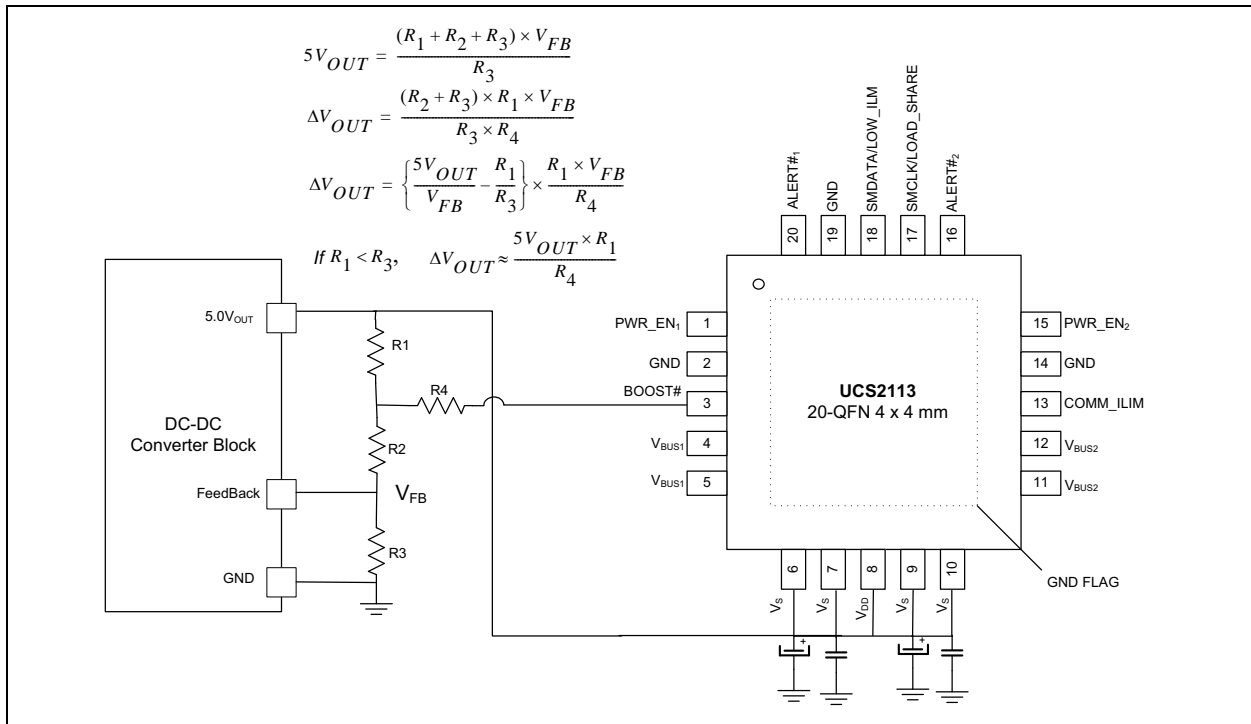 5V_OUT = (R_1 + R_2 + R_3) × V_FB / R_3
ΔV_OUT = (R_2 + R_3) × R_1 × V_FB / R_3 × R_4
ΔV_OUT = {5V_OUT / V_FB − R_1 / R_3} × R_1 × V_FB / R_4
If R_1 < R_3, ΔV_OUT ≈ 5V_OUT × R_1 / R_4
DC-DC
Converter Block
5.0V_OUT
FeedBack
GND
R1
R4
R2
V_FB
R3
ALERT#_1
GND
SMDATA/LOW_ILM
SMCLK/LOAD_SHARE
ALERT#_2
20
19
18
17
16
PWR_EN_1
1
GND
2
BOOST#
3
V_BUS1
4
V_BUS1
5
UCS2113
20-QFN 4 x 4 mm
15
PWR_EN_2
14
GND
13
COMM_ILIM
12
V_BUS2
11
V_BUS2
6
7
8
9
10
V_S
V_S
V_DD
V_S
V_S
GND FLAG
+
+